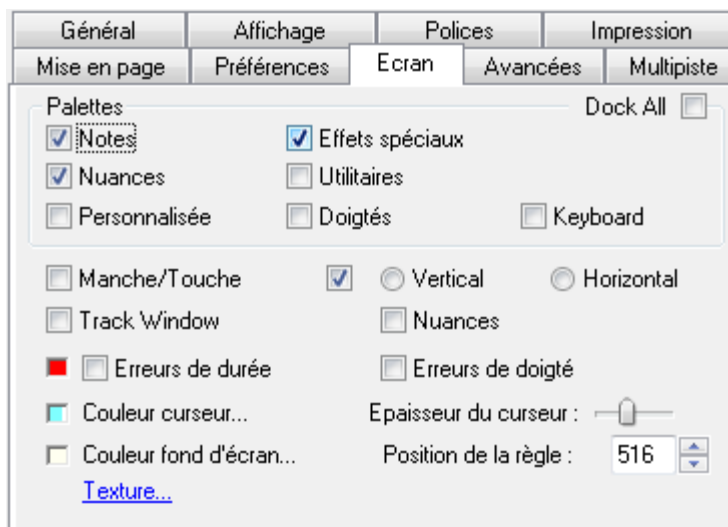 Général Affichage Polices Impression
Mise en page Préférences Ecran Avancées Multipiste
Palettes Dock All
Notes Effets spéciaux
Nuances Utilitaires
Personnalisée Doigtés Keyboard
Manche/Touche Vertical Horizontal
Track Window Nuances
Erreurs de durée Erreurs de doigté
Couleur curseur... Epaisseur du curseur :
Couleur fond d'écran... Position de la règle : 516
Texture...